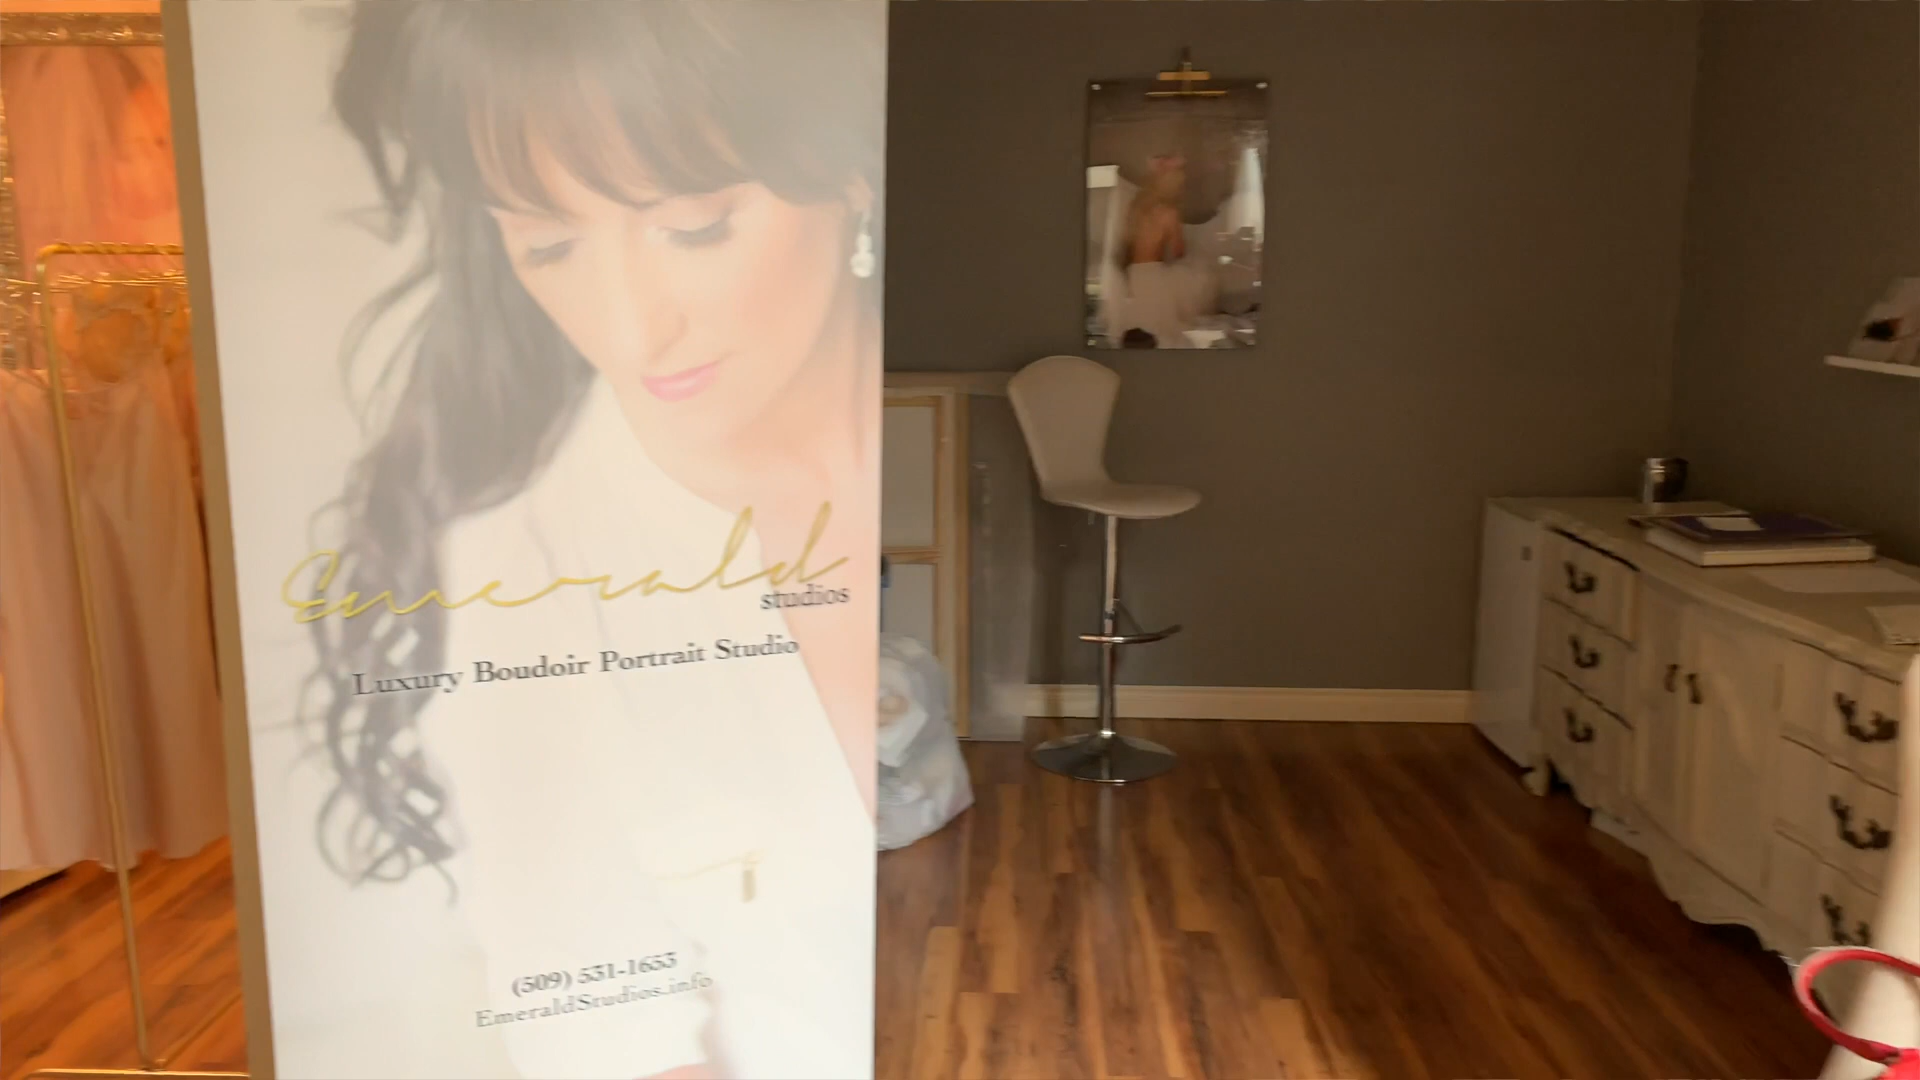 Emerald
studios
Luxury Boudoir Portrait Studio
(509) 531-1653
EmeraldStudios.info